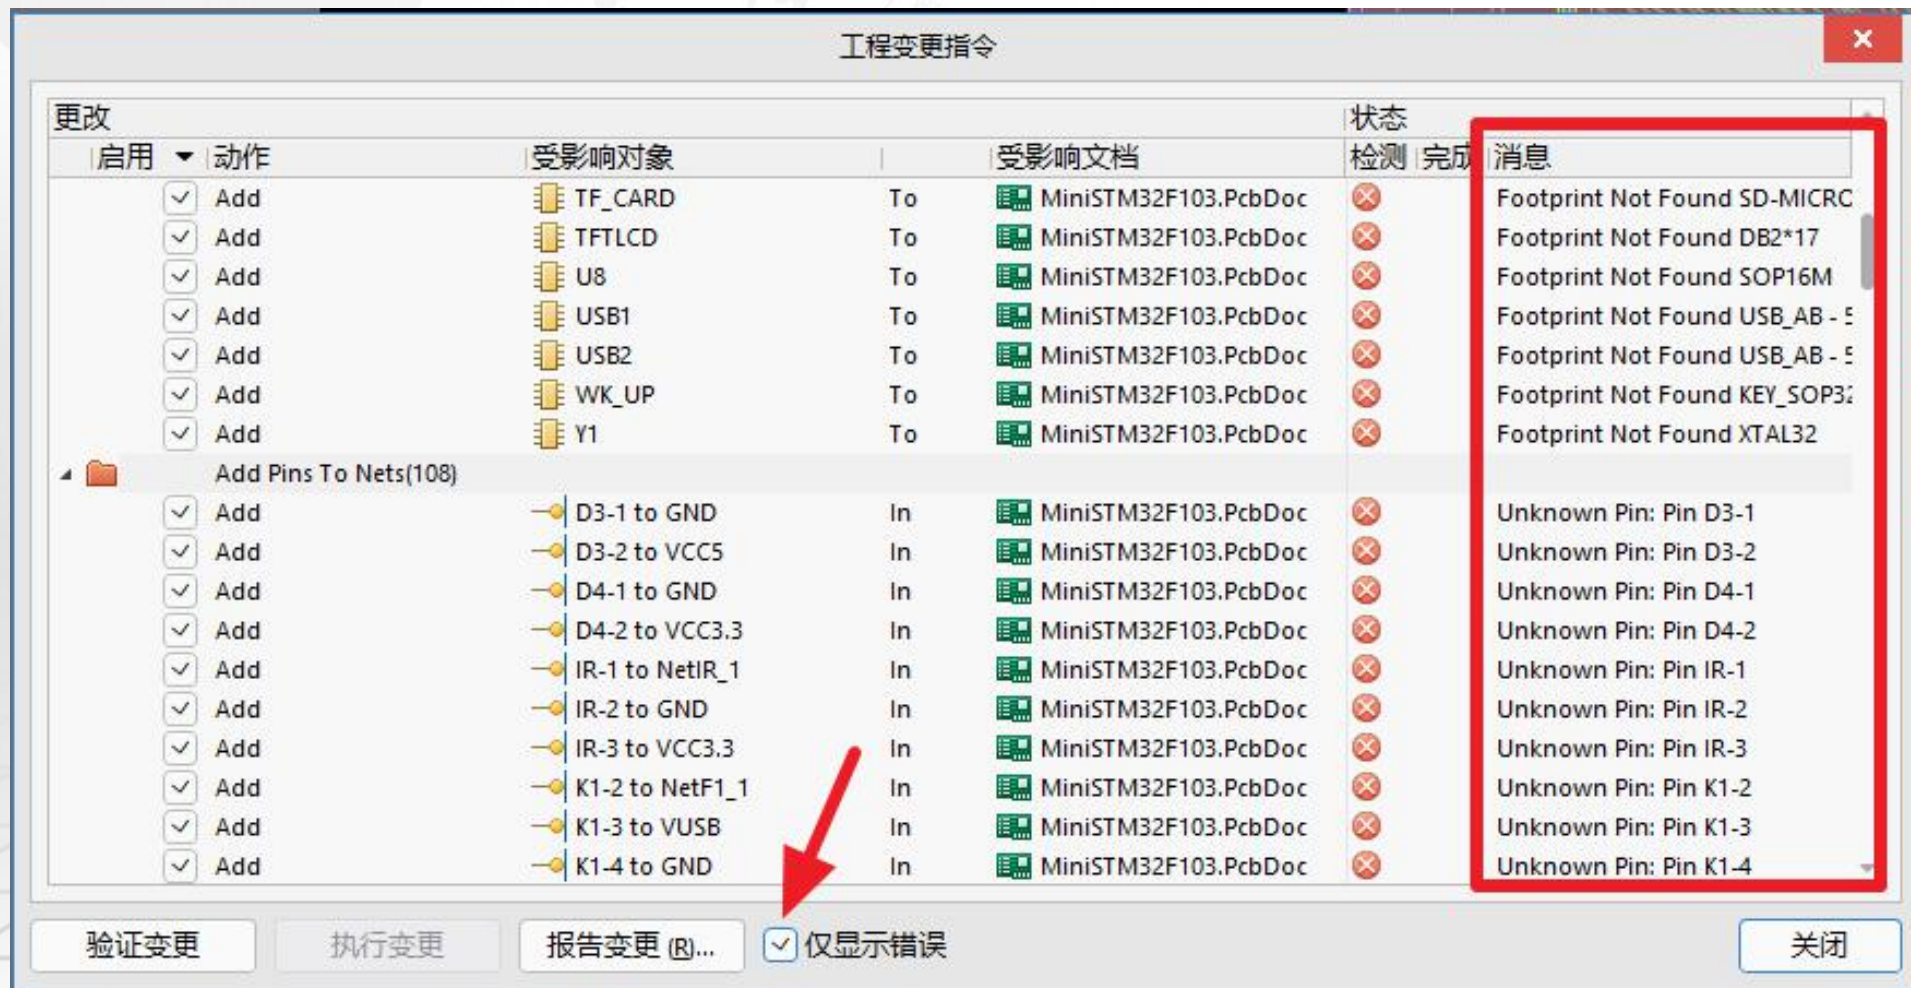 工程变更指令
更改 状态
启用 动作 受影响对象 受影响文档 检测 完成 消息
Add TF_CARD To MiniSTM32F103.PcbDoc Footprint Not Found SD-MICRO
Add TFTLCD To MiniSTM32F103.PcbDoc Footprint Not Found DB2*17
Add U8 To MiniSTM32F103.PcbDoc Footprint Not Found SOP16M
Add USB1 To MiniSTM32F103.PcbDoc Footprint Not Found USB_AB - 5
Add USB2 To MiniSTM32F103.PcbDoc Footprint Not Found USB_AB - 5
Add WK_UP To MiniSTM32F103.PcbDoc Footprint Not Found KEY_SOP32
Add Y1 To MiniSTM32F103.PcbDoc Footprint Not Found XTAL32
Add Pins To Nets(108)
Add D3-1 to GND In MiniSTM32F103.PcbDoc Unknown Pin: Pin D3-1
Add D3-2 to VCC5 In MiniSTM32F103.PcbDoc Unknown Pin: Pin D3-2
Add D4-1 to GND In MiniSTM32F103.PcbDoc Unknown Pin: Pin D4-1
Add D4-2 to VCC3.3 In MiniSTM32F103.PcbDoc Unknown Pin: Pin D4-2
Add IR-1 to NetIR_1 In MiniSTM32F103.PcbDoc Unknown Pin: Pin IR-1
Add IR-2 to GND In MiniSTM32F103.PcbDoc Unknown Pin: Pin IR-2
Add IR-3 to VCC3.3 In MiniSTM32F103.PcbDoc Unknown Pin: Pin IR-3
Add K1-2 to NetF1_1 In MiniSTM32F103.PcbDoc Unknown Pin: Pin K1-2
Add K1-3 to VUSB In MiniSTM32F103.PcbDoc Unknown Pin: Pin K1-3
Add K1-4 to GND In MiniSTM32F103.PcbDoc Unknown Pin: Pin K1-4
验证变更 执行变更 报告变更 (R)... 仅显示错误 关闭